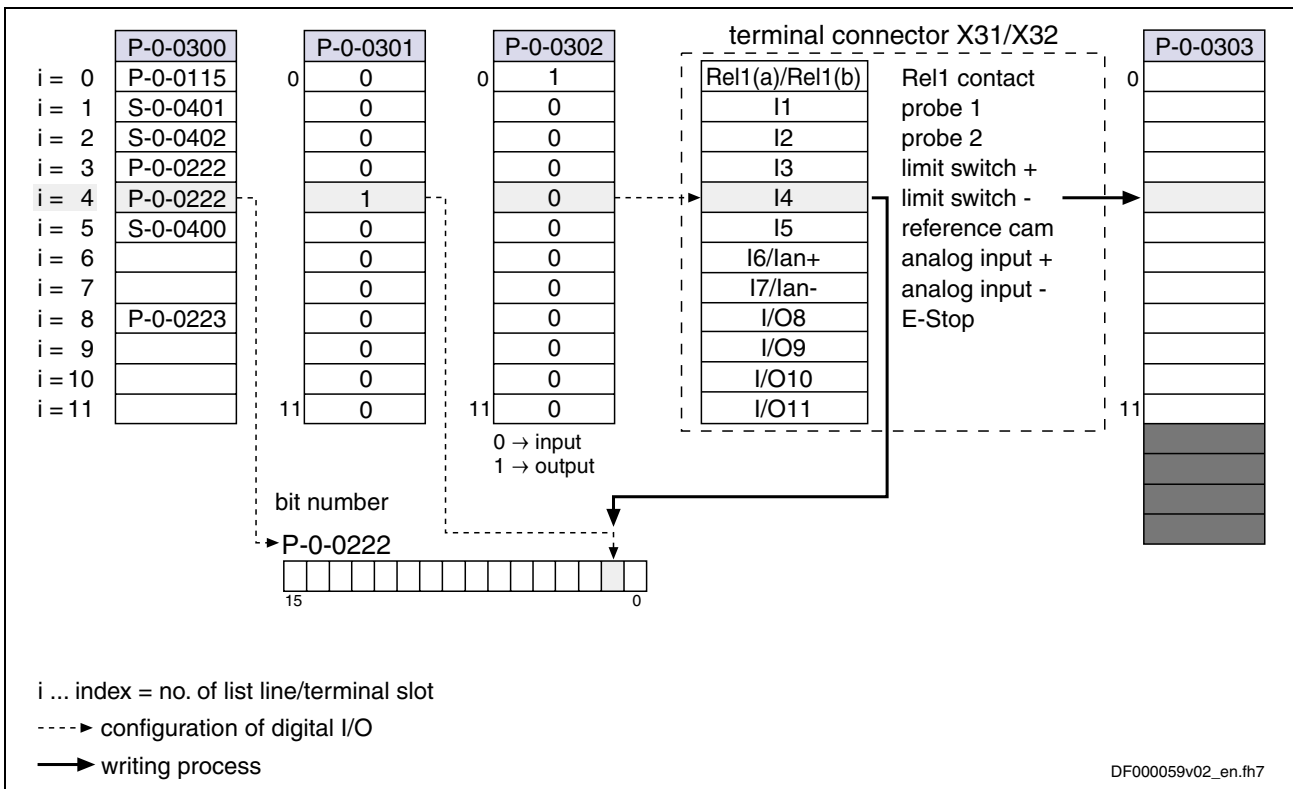 terminal connector X31/X32
P-0-0300 P-0-0301 P-0-0302 P-0-0303
i = 0 P-0-0115 0 0 0 1 Rel1(a)/Rel1(b) Rel1 contact 0
i = 1 S-0-0401 0 0 I1 probe 1
i = 2 S-0-0402 0 0 I2 probe 2
i = 3 P-0-0222 0 0 I3 limit switch +
i = 4 P-0-0222 1 0 I4 limit switch -
i = 5 S-0-0400 0 0 I5 reference cam
i = 6 0 0 I6/Ian+ analog input +
i = 7 0 0 I7/Ian- analog input -
i = 8 P-0-0223 0 0 I/O8 E-Stop
i = 9 0 0 I/O9
i = 10 0 0 I/O10
i = 11 11 0 11 0 I/O11 11
0 → input
1 → output
bit number
P-0-0222
15 0
i ... index = no. of list line/terminal slot
configuration of digital I/O
writing process
DF000059v02_en.fh7